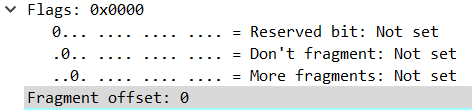 Flags: 0x0000
0... .... .... .... = Reserved bit: Not set
.0.. .... .... .... = Don't fragment: Not set
..0. .... .... .... = More fragments: Not set
Fragment offset: 0